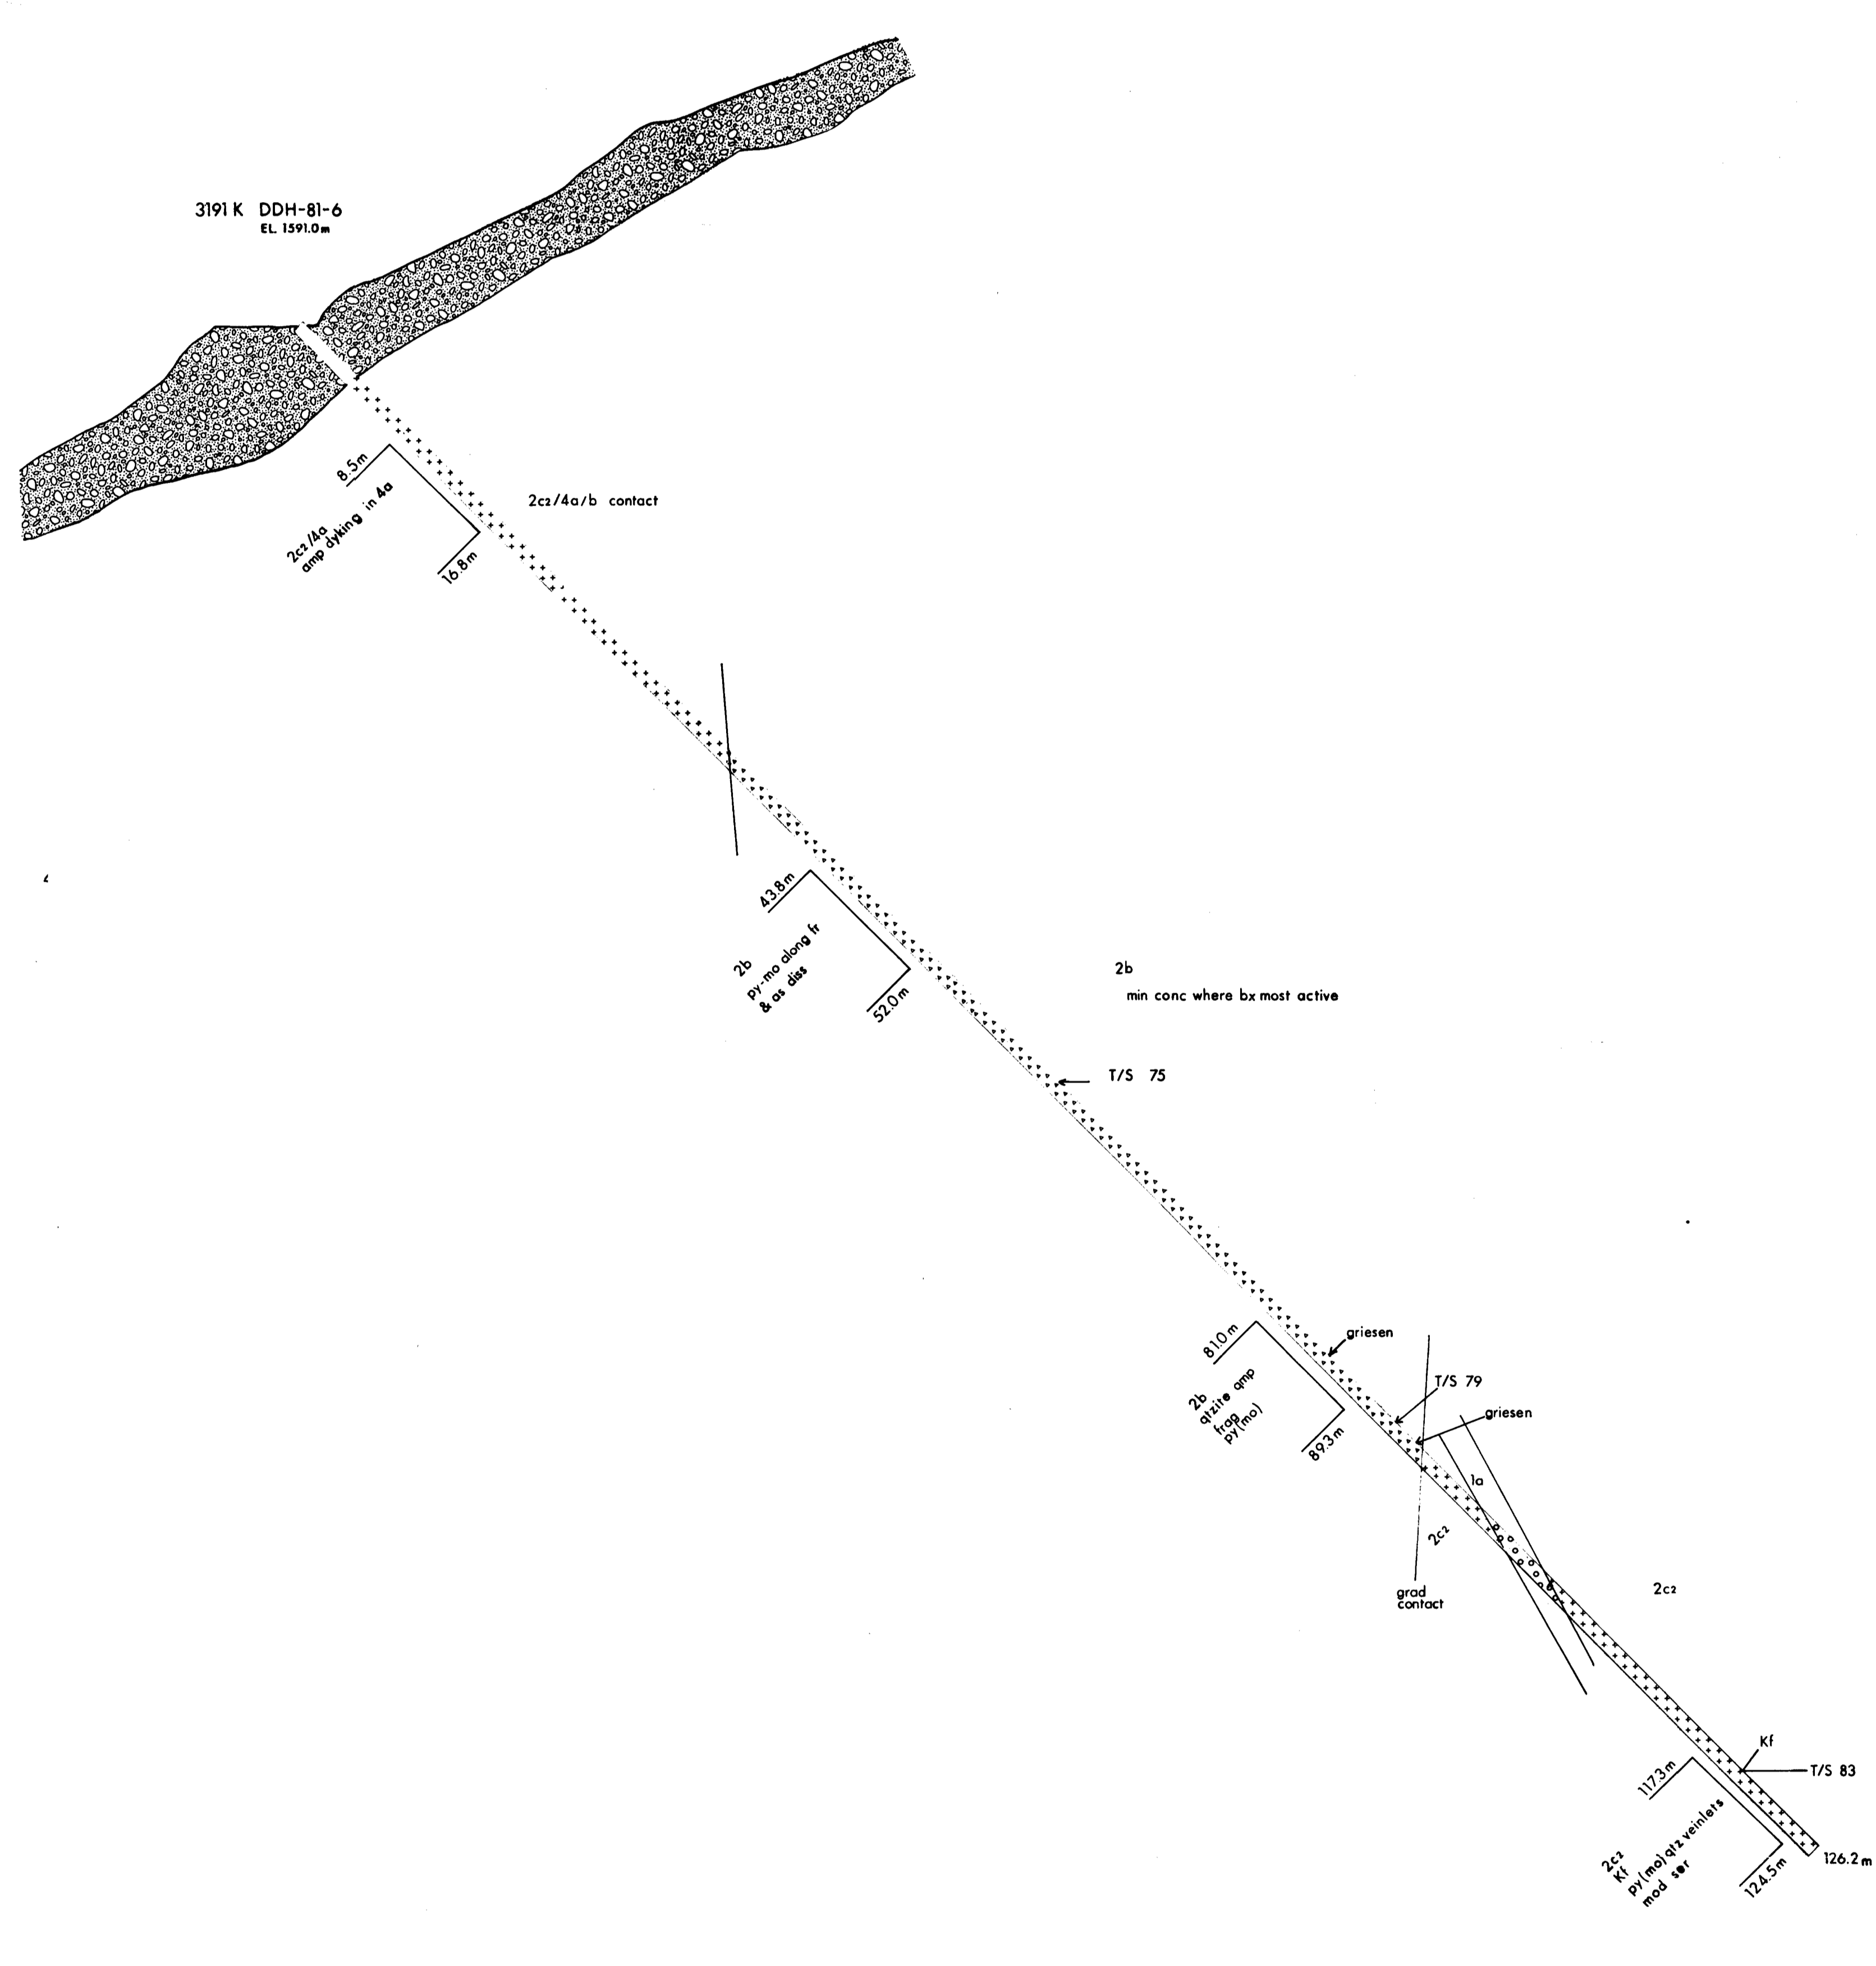 3191 K DDH-81-6
EL. 1591.0m
8.5m
2c2/4a
amp dyking in 4a
16.8m
2c2/4a/b contact
43.8m
2b
py-mo along fr
& as diss
52.0m
2b
min conc where bx most active
T/S 75
81.0m
2b
qtzite qmp
frag
py(mo)
89.3m
griesen
T/S 79
griesen
1a
2c2
grad
contact
2c2
Kf
T/S 83
117.3m
2c2
Kf
py(mo) qtz veinlets
mod ser
124.5m
126.2m